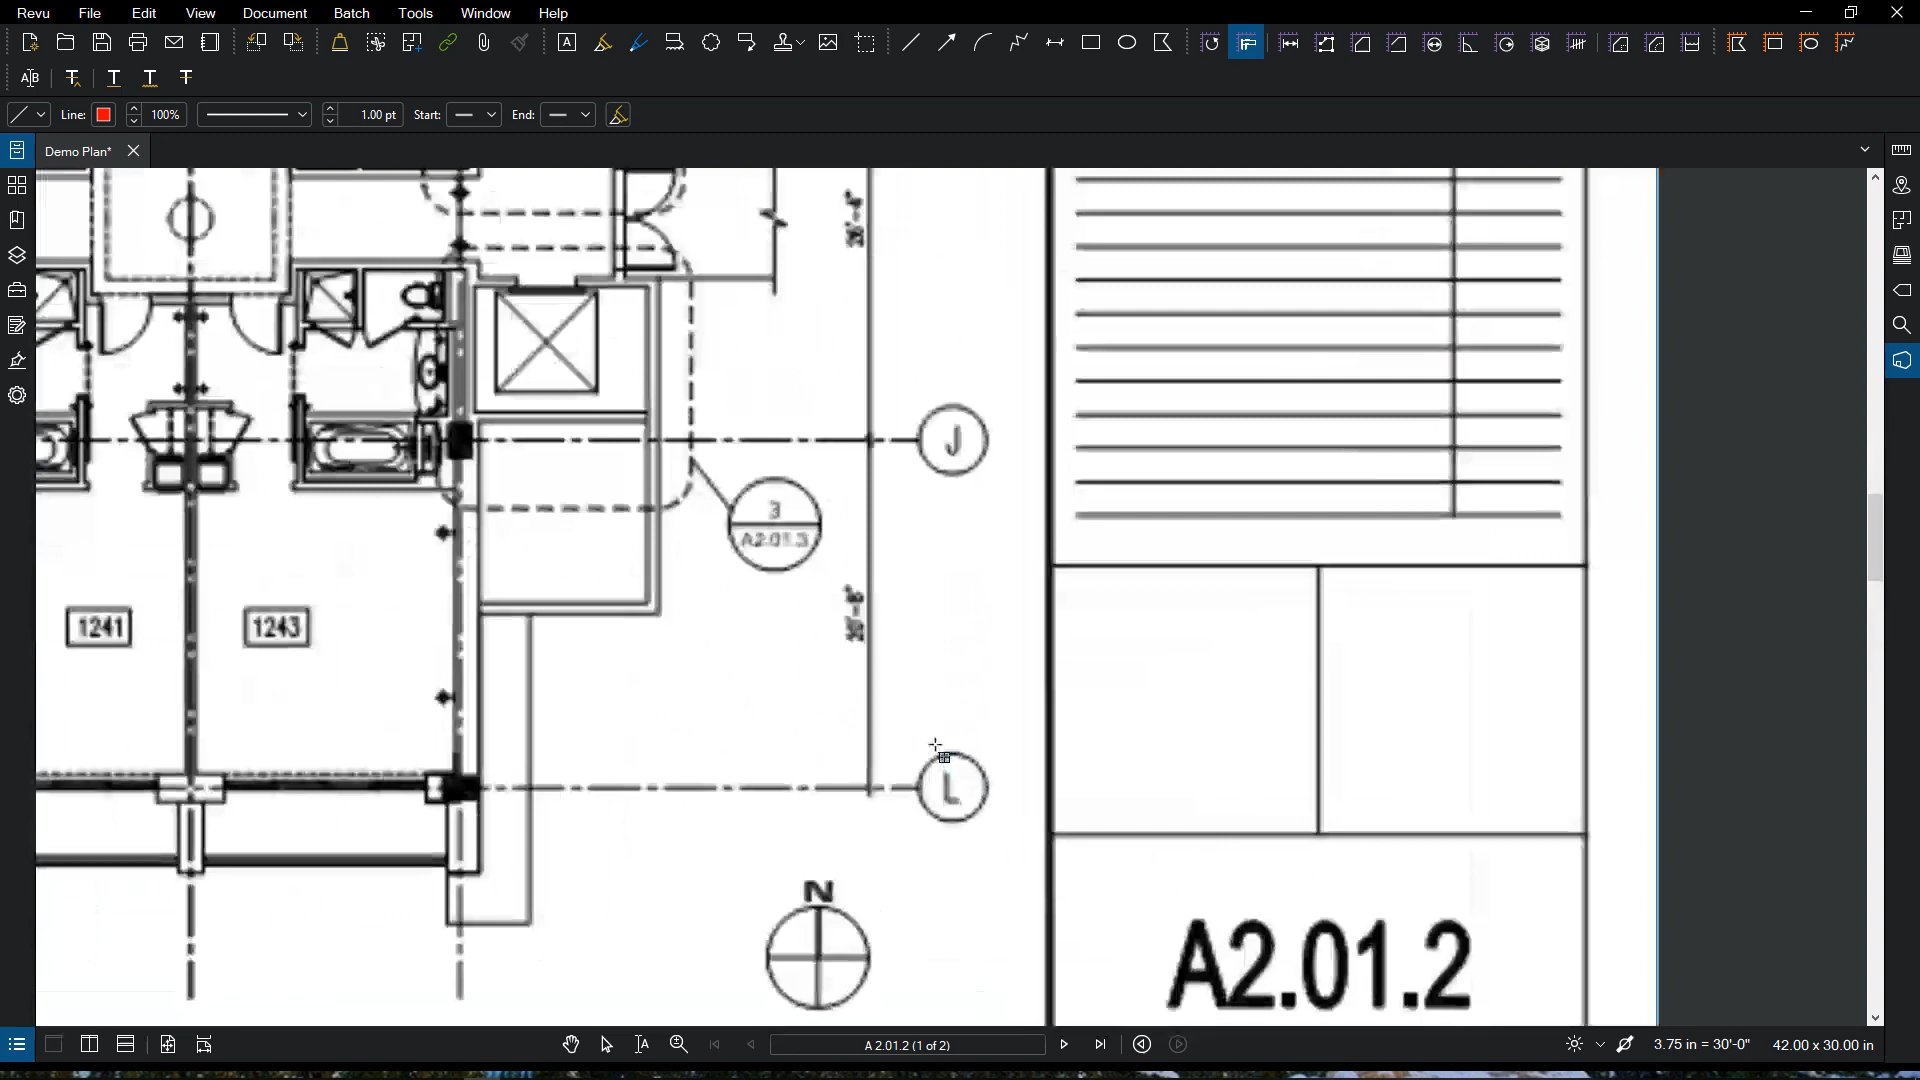 Revu File Edit View Document Batch Tools Window Help
Line: 100% 1.00 pt Start: End:
Demo Plan*
J
3
A2.01.3
1241
1243
L
N
A2.01.2
A 2.01.2 (1 of 2)
3.75 in = 30'-0"
42.00 x 30.00 in